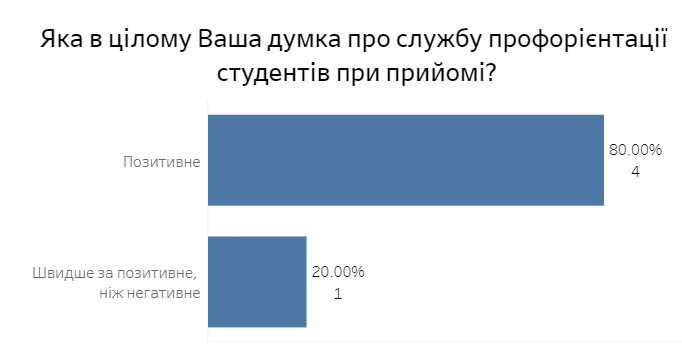 Яка в цілому Ваша думка про службу профорієнтації
студентів при прийомі?
Позитивне
80.00%
4
Швидше за позитивне,
ніж негативне
20.00%
1